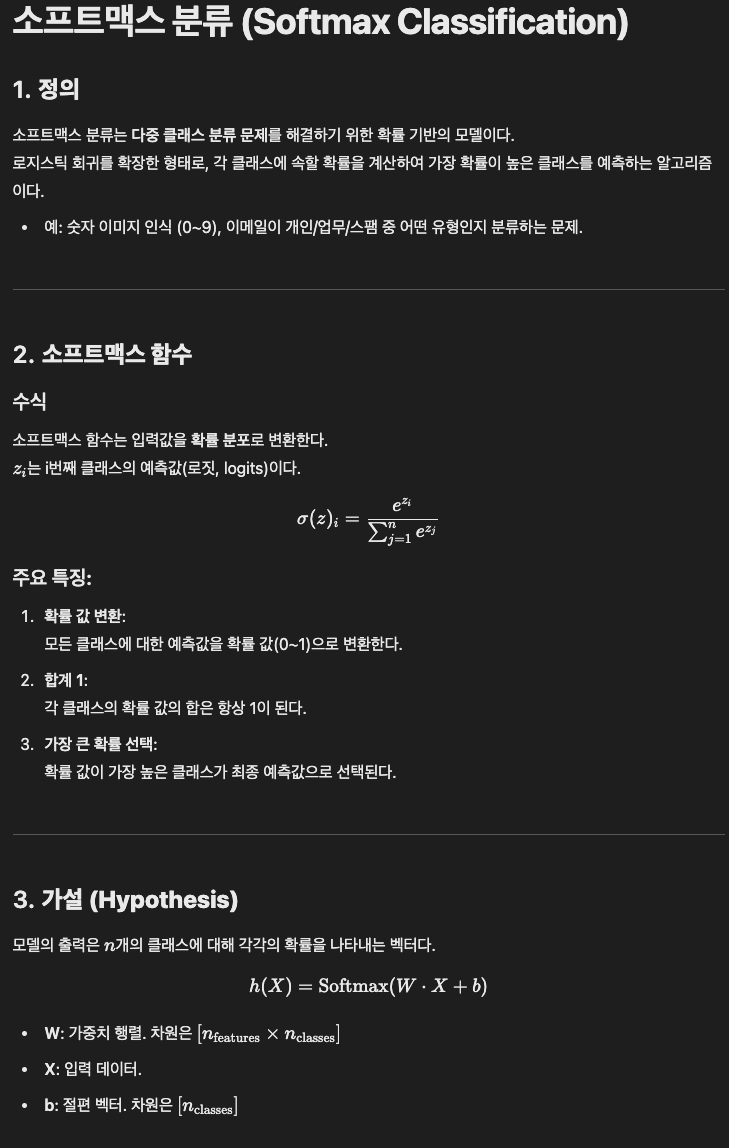 소프트맥스 분류 (Softmax Classification)
1. 정의
소프트맥스 분류는 다중 클래스 분류 문제를 해결하기 위한 확률 기반의 모델이다.
로지스틱 회귀를 확장한 형태로, 각 클래스에 속할 확률을 계산하여 가장 확률이 높은 클래스를 예측하는 알고리즘
이다.
• 예: 숫자 이미지 인식 (0~9), 이메일이 개인/업무/스팸 중 어떤 유형인지 분류하는 문제.
2. 소프트맥스 함수
수식
소프트맥스 함수는 입력값을 확률 분포로 변환한다.
$z_i$는 i번째 클래스의 예측값(로짓, logits)이다.
$\sigma(z)_i = \frac{e^{z_i}}{\sum_{j=1}^{n} e^{z_j}}$
주요 특징:
1. 확률 값 변환:
모든 클래스에 대한 예측값을 확률 값(0~1)으로 변환한다.
2. 합계 1:
각 클래스의 확률 값의 합은 항상 1이 된다.
3. 가장 큰 확률 선택:
확률 값이 가장 높은 클래스가 최종 예측값으로 선택된다.
3. 가설 (Hypothesis)
모델의 출력은 $n$개의 클래스에 대해 각각의 확률을 나타내는 벡터다.
$h(X) = \text{Softmax}(W \cdot X + b)$
• W: 가중치 행렬. 차원은 $[n_{\text{features}} \times n_{\text{classes}}]$
• X: 입력 데이터.
• b: 절편 벡터. 차원은 $[n_{\text{classes}}]$